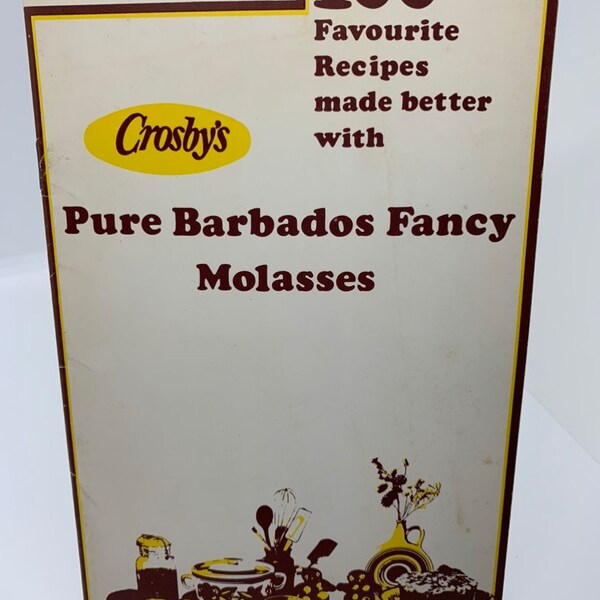 Favourite
Recipes
made better
with
Crosby's
Pure Barbados Fancy
Molasses